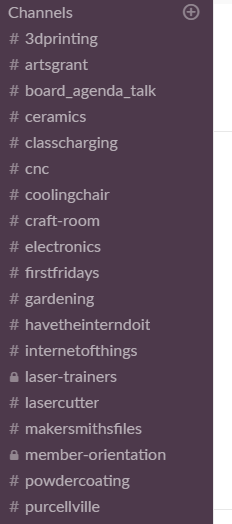 Channels
# 3dprinting
# artsgrant
# board_agenda_talk
# ceramics
# classcharging
# cnc
# coolingchair
# craft-room
# electronics
# firstfridays
# gardening
# havetheinterndoit
# internetofthings
laser-trainers
# lasercutter
# makersmithsfiles
member-orientation
# powdercoating
# purcellville